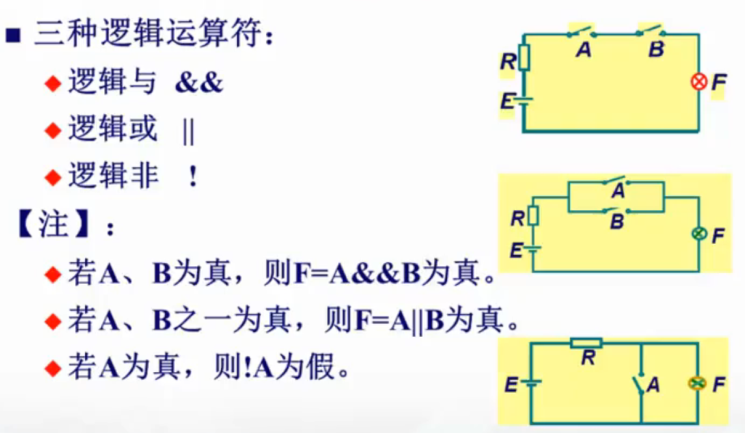 ■ 三种逻辑运算符：
◆逻辑与 &&
◆逻辑或 ||
◆逻辑非 !
【注】：
◆若A、B为真，则F=A&&B为真。
◆若A、B之一为真，则F=A||B为真。
◆若A为真，则!A为假。
A B
R
F
E
A
R
B
F
E
R
E
A
F